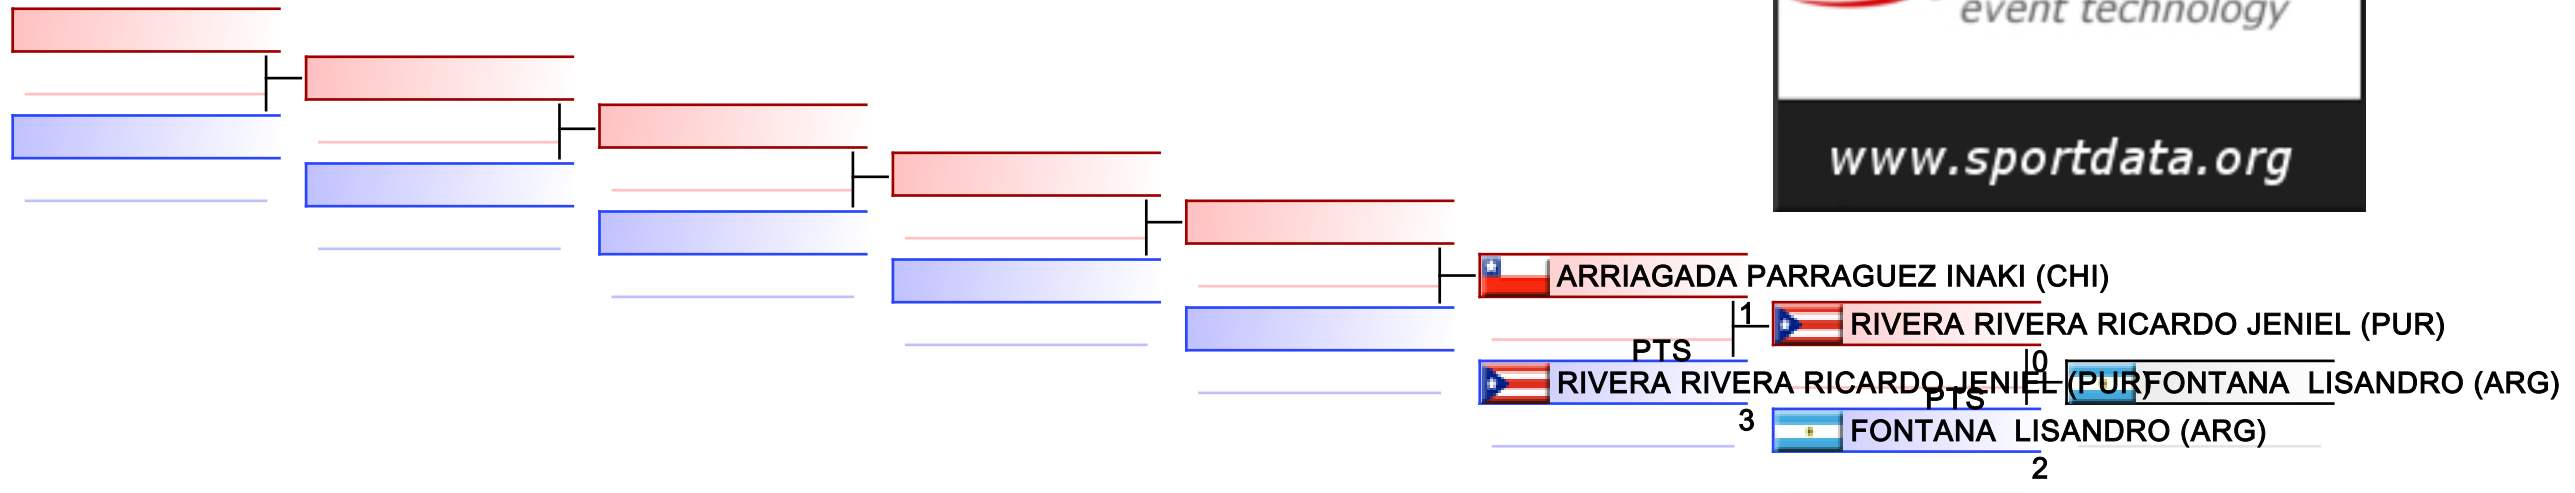 event technology
www.sportdata.org
ARRIAGADA PARRAGUEZ INAKI (CHI)
1
RIVERA RIVERA RICARDO JENIEL (PUR)
PTS
0
RIVERA RIVERA RICARDO JENIEL (PUR)
FONTANA  LISANDRO (ARG)
PTS
3
FONTANA  LISANDRO (ARG)
2